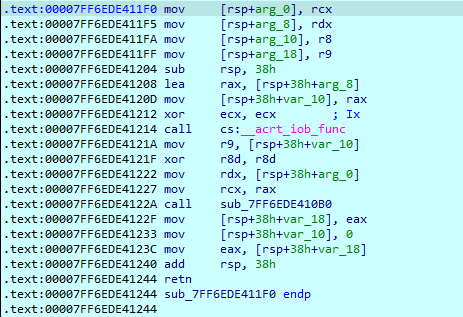 .text:00007FF6EDE411F0 mov [rsp+arg_0], rcx
.text:00007FF6EDE411F5 mov [rsp+arg_8], rdx
.text:00007FF6EDE411FA mov [rsp+arg_10], r8
.text:00007FF6EDE411FF mov [rsp+arg_18], r9
.text:00007FF6EDE41204 sub rsp, 38h
.text:00007FF6EDE41208 lea rax, [rsp+38h+arg_8]
.text:00007FF6EDE4120D mov [rsp+38h+var_10], rax
.text:00007FF6EDE41212 xor ecx, ecx ; Ix
.text:00007FF6EDE41214 call cs:__acrt_iob_func
.text:00007FF6EDE4121A mov r9, [rsp+38h+var_10]
.text:00007FF6EDE4121F xor r8d, r8d
.text:00007FF6EDE41222 mov rdx, [rsp+38h+arg_0]
.text:00007FF6EDE41227 mov rcx, rax
.text:00007FF6EDE4122A call sub_7FF6EDE410B0
.text:00007FF6EDE4122F mov [rsp+38h+var_18], eax
.text:00007FF6EDE41233 mov [rsp+38h+var_10], 0
.text:00007FF6EDE4123C mov eax, [rsp+38h+var_18]
.text:00007FF6EDE41240 add rsp, 38h
.text:00007FF6EDE41244 retn
.text:00007FF6EDE41244 sub_7FF6EDE411F0 endp
.text:00007FF6EDE41244